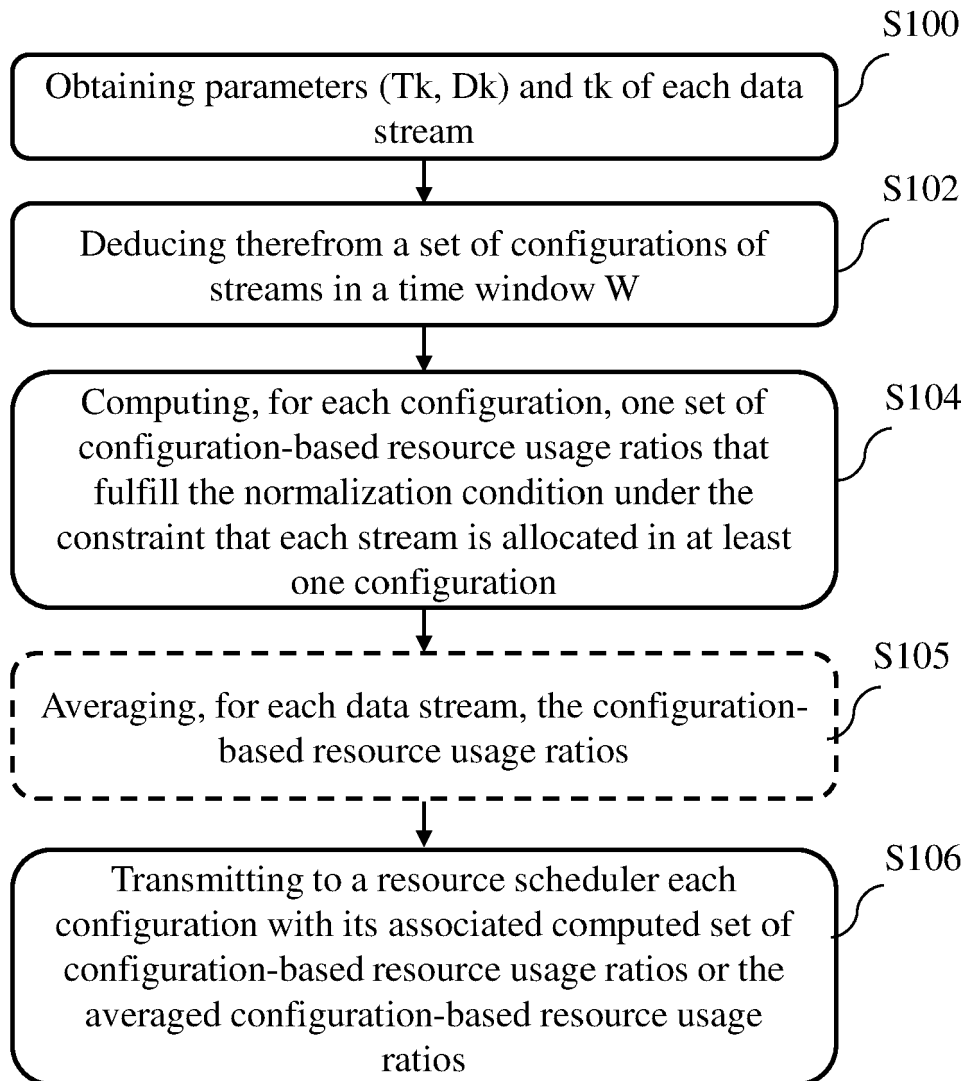 S100
Obtaining parameters (Tk, Dk) and tk of each data
stream
S102
Deducing therefrom a set of configurations of
streams in a time window W
S104
Computing, for each configuration, one set of
configuration-based resource usage ratios that
fulfill the normalization condition under the
constraint that each stream is allocated in at least
one configuration
S105
Averaging, for each data stream, the configuration-
based resource usage ratios
S106
Transmitting to a resource scheduler each
configuration with its associated computed set of
configuration-based resource usage ratios or the
averaged configuration-based resource usage
ratios